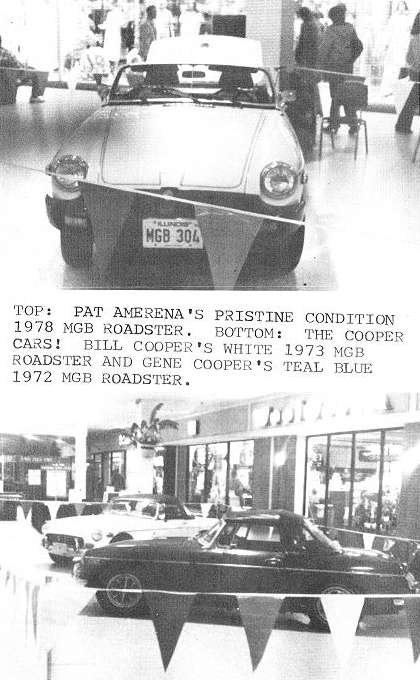 ILLINOIS
MGB 304
TOP: PAT AMERENA'S PRISTINE CONDITION
1978 MGB ROADSTER. BOTTOM: THE COOPER
CARS! BILL COOPER'S WHITE 1973 MGB
ROADSTER AND GENE COOPER'S TEAL BLUE
1972 MGB ROADSTER.